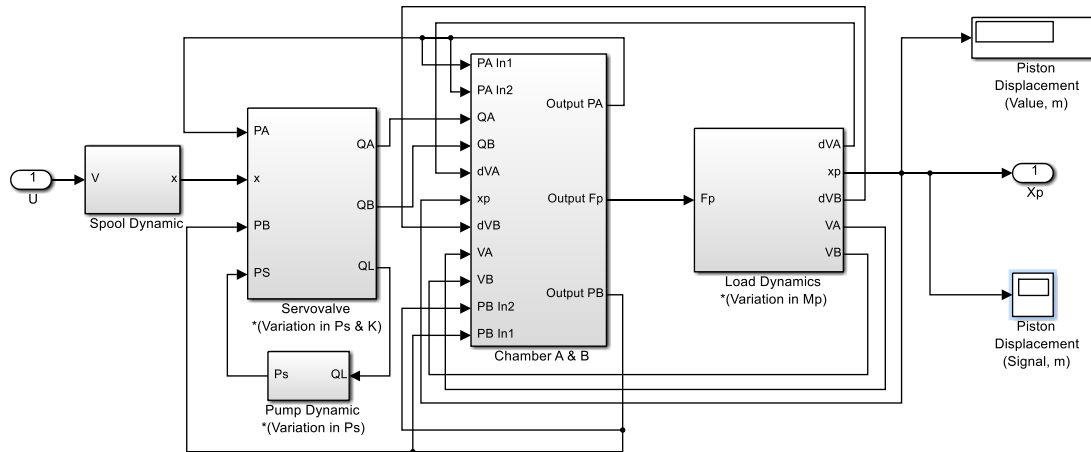 1
U
V
x
Spool Dynamic
PA
x
PB
PS
QA
QB
QL
Servovalve
*(Variation in Ps & K)
Ps
QL
Pump Dynamic
*(Variation in Ps)
PA In1
PA In2
QA
QB
dVA
xp
dVB
VA
VB
PB In2
PB In1
Output PA
Output Fp
Output PB
Chamber A & B
Fp
dVA
xp
dVB
VA
VB
Load Dynamics
*(Variation in Mp)
Piston
Displacement
(Value, m)
1
Xp
Piston
Displacement
(Signal, m)